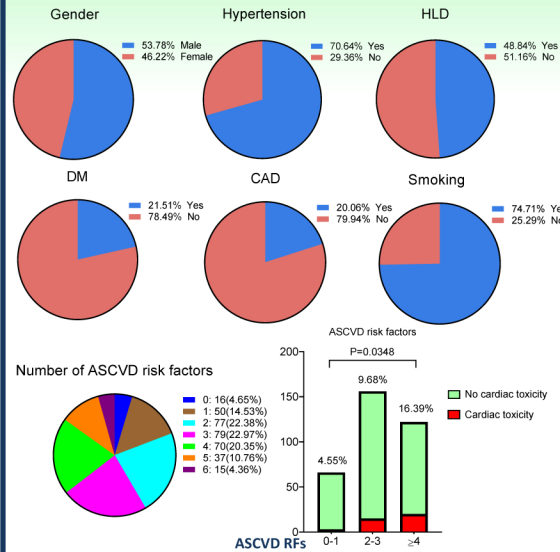 Gender
Hypertension
HLD
53.78% Male
46.22% Female
70.64% Yes
29.36% No
48.84% Yes
51.16% No
DM
CAD
Smoking
21.51% Yes
78.49% No
20.06% Yes
79.94% No
74.71% Ye
25.29% No
Number of ASCVD risk factors
0: 16(4.65%)
1: 50(14.53%)
2: 77(22.38%)
3: 79(22.97%)
4: 70(20.35%)
5: 37(10.76%)
6: 15(4.36%)
ASCVD risk factors
P=0.0348
200
150
100
50
0
4.55%
9.68%
16.39%
No cardiac toxicity
Cardiac toxicity
ASCVD RFs
0-1
2-3
≥4